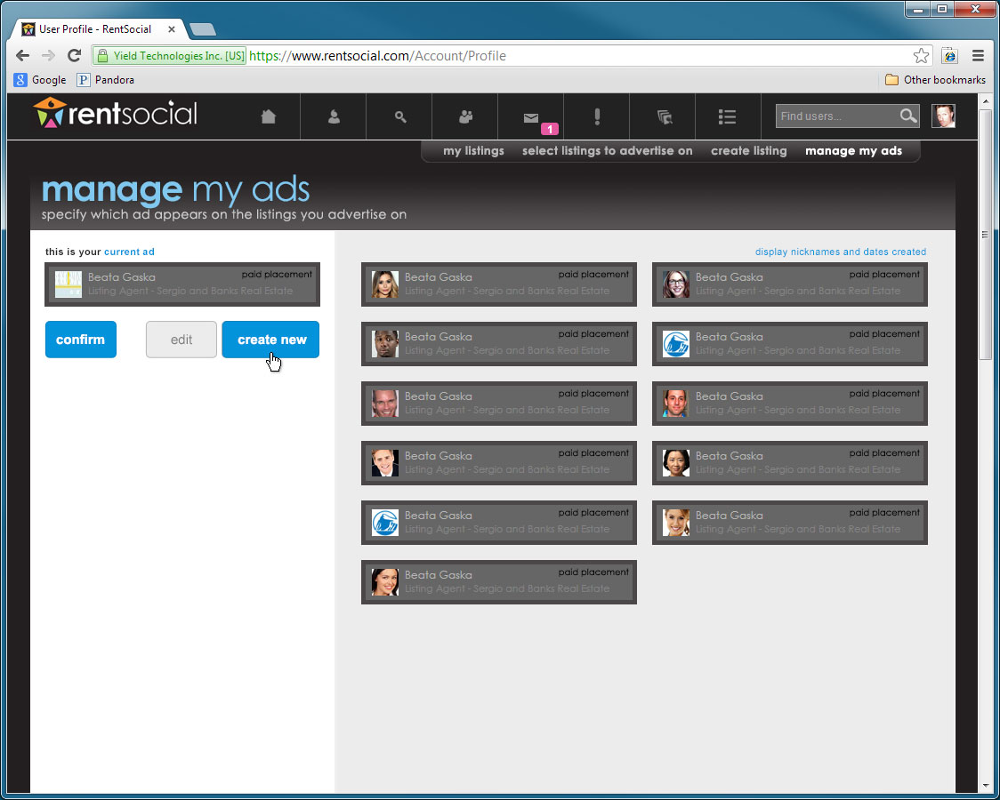 User Profile - RentSocial
Yield Technologies Inc. [US] https://www.rentsocial.com/Account/Profile
Google Pandora Other bookmarks
rentsocial
1
Find users...
my listings select listings to advertise on create listing manage my ads
manage my ads
specify which ad appears on the listings you advertise on
this is your current ad
Beata Gaska paid placement
Listing Agent - Sergio and Banks Real Estate
confirm edit create new
display nicknames and dates created
Beata Gaska paid placement
Listing Agent - Sergio and Banks Real Estate
Beata Gaska paid placement
Listing Agent - Sergio and Banks Real Estate
Beata Gaska paid placement
Listing Agent - Sergio and Banks Real Estate
Beata Gaska paid placement
Listing Agent - Sergio and Banks Real Estate
Beata Gaska paid placement
Listing Agent - Sergio and Banks Real Estate
Beata Gaska paid placement
Listing Agent - Sergio and Banks Real Estate
Beata Gaska paid placement
Listing Agent - Sergio and Banks Real Estate
Beata Gaska paid placement
Listing Agent - Sergio and Banks Real Estate
Beata Gaska paid placement
Listing Agent - Sergio and Banks Real Estate
Beata Gaska paid placement
Listing Agent - Sergio and Banks Real Estate
Beata Gaska paid placement
Listing Agent - Sergio and Banks Real Estate